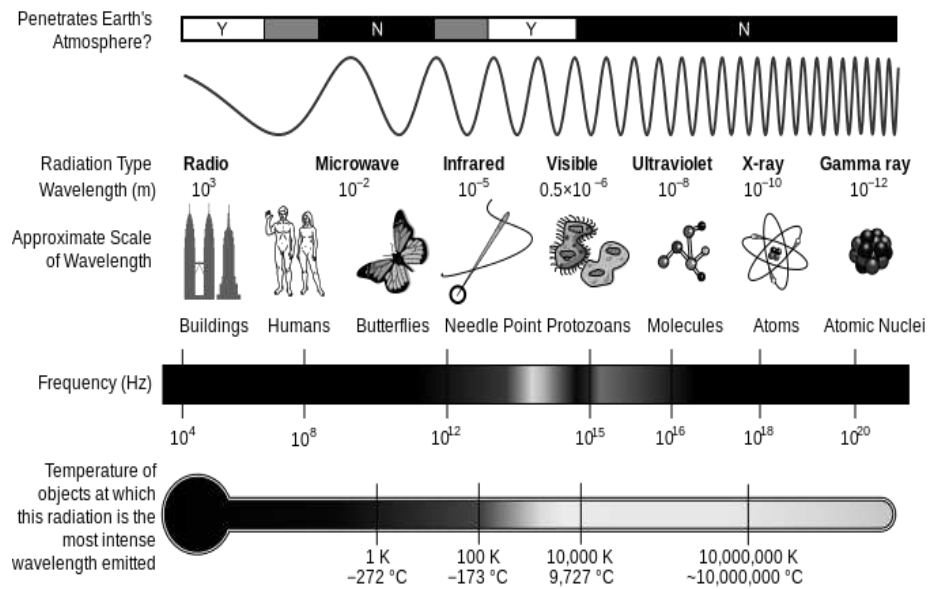 Penetrates Earth's
Atmosphere?
Y N Y N
Radiation Type Radio Microwave Infrared Visible Ultraviolet X-ray Gamma ray
Wavelength (m) 10³ 10⁻² 10⁻⁵ 0.5×10⁻⁶ 10⁻⁸ 10⁻¹⁰ 10⁻¹²
Approximate Scale
of Wavelength
Buildings Humans Butterflies Needle Point Protozoans Molecules Atoms Atomic Nuclei
Frequency (Hz)
10⁴ 10⁸ 10¹² 10¹⁵ 10¹⁶ 10¹⁸ 10²⁰
Temperature of
objects at which
this radiation is the
most intense
wavelength emitted
1 K 100 K 10,000 K 10,000,000 K
−272 °C −173 °C 9,727 °C ~10,000,000 °C